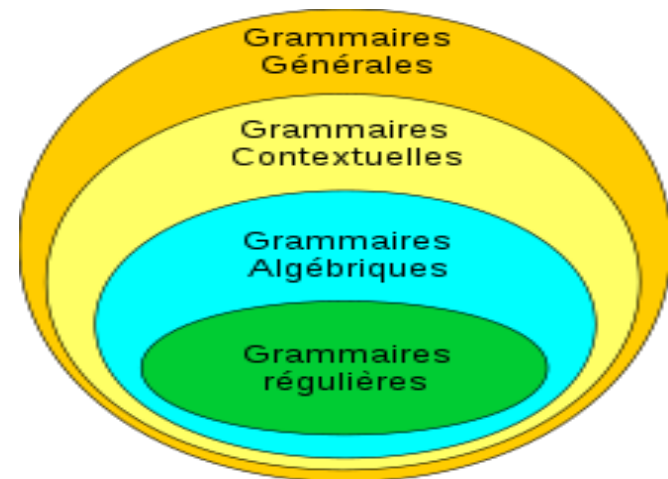 Grammaires
Générales
Grammaires
Contextuelles
Grammaires
Algébriques
Grammaires
régulières